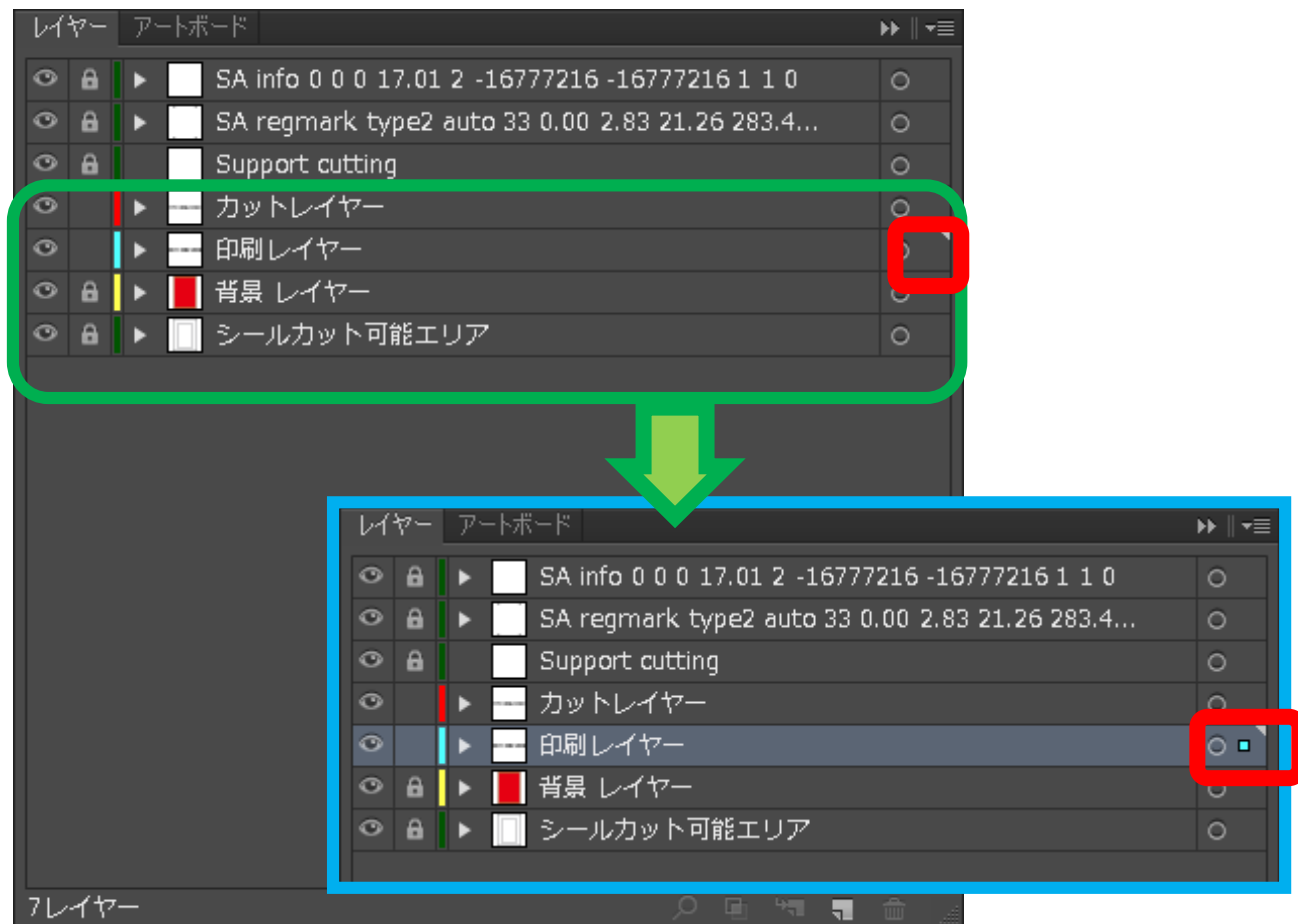 レイヤー アートボード
SA info 0 0 0 17.01 2 -16777216 -16777216 1 1 0
SA regmark type2 auto 33 0.00 2.83 21.26 283.4...
Support cutting
カットレイヤー
印刷レイヤー
背景 レイヤー
シールカット可能エリア
レイヤー アートボード
SA info 0 0 0 17.01 2 -16777216 -16777216 1 1 0
SA regmark type2 auto 33 0.00 2.83 21.26 283.4...
Support cutting
カットレイヤー
印刷レイヤー
背景 レイヤー
シールカット可能エリア
7レイヤー